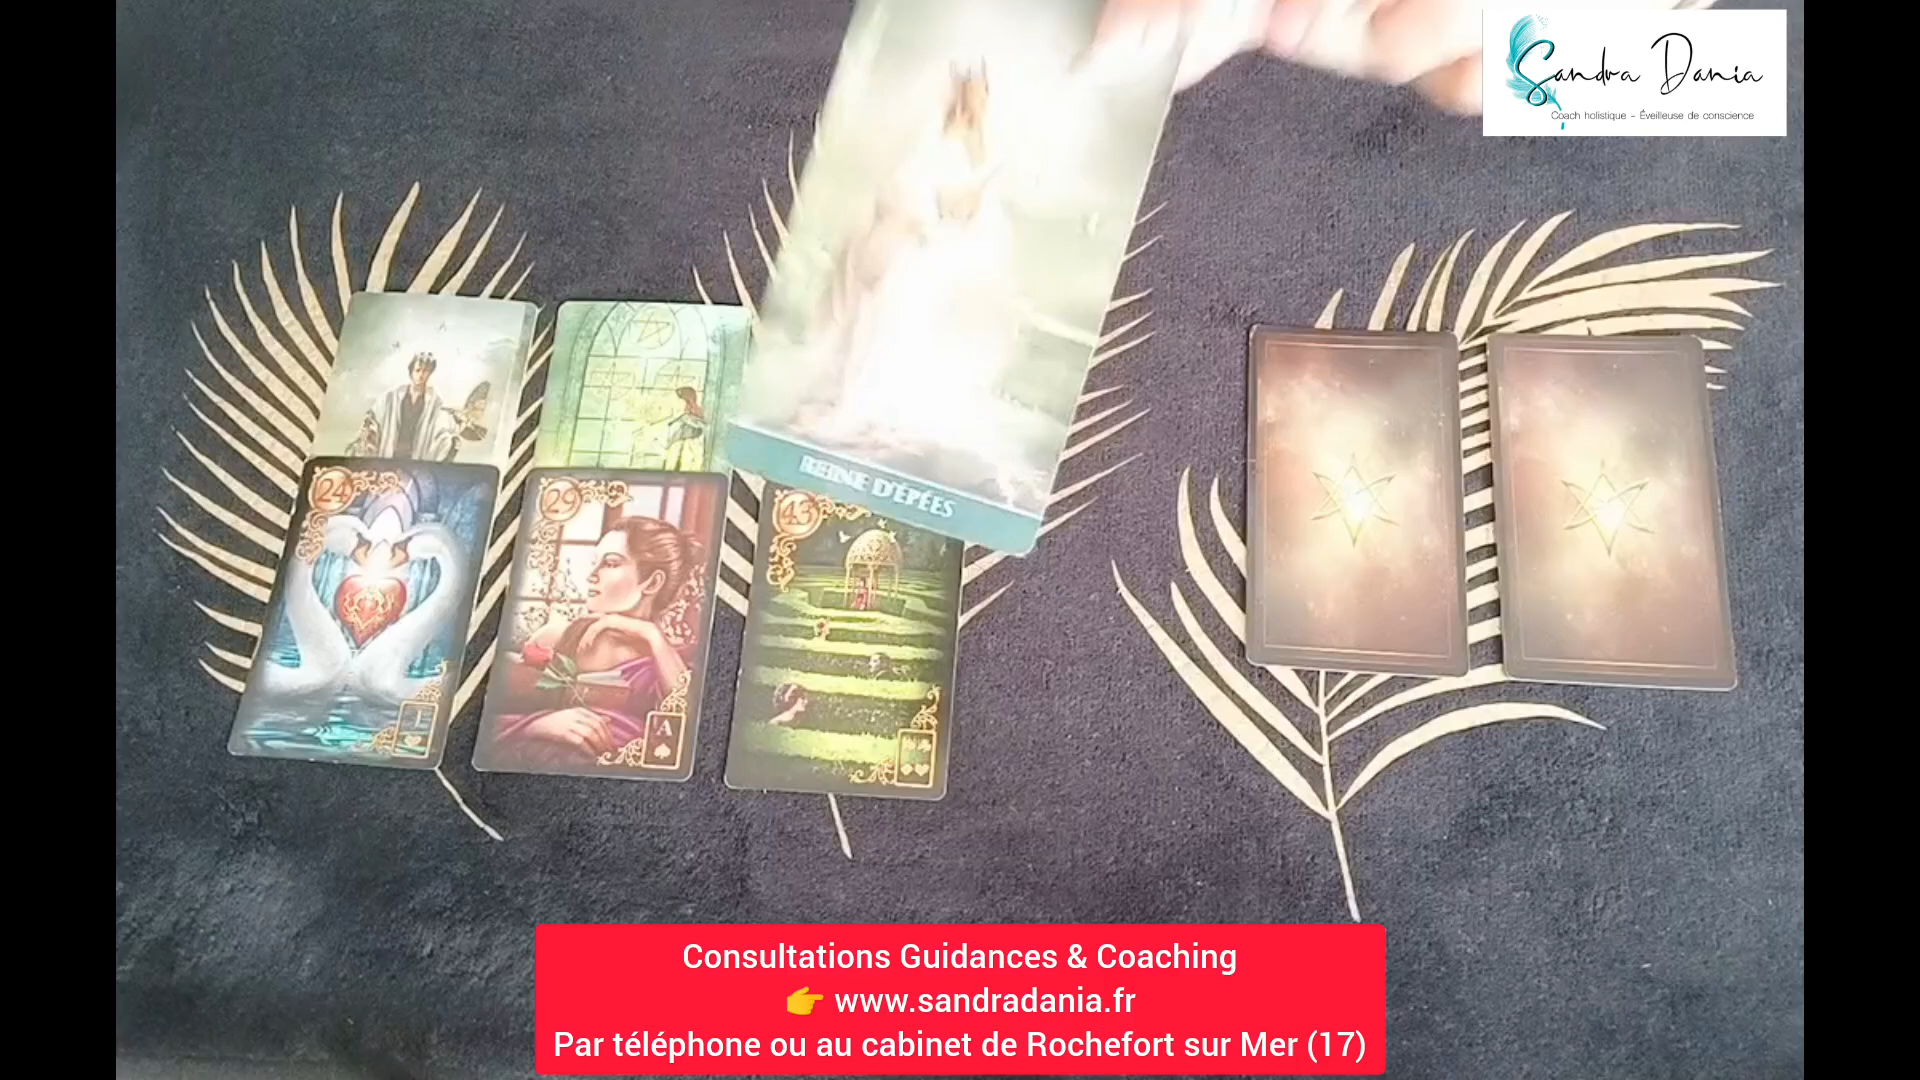 Sandra Dania
Coach holistique - Éveilleuse de conscience
REINE D'ÉPÉES
24
29
43
A
Consultations Guidances & Coaching
👉 www.sandradania.fr
Par téléphone ou au cabinet de Rochefort sur Mer (17)